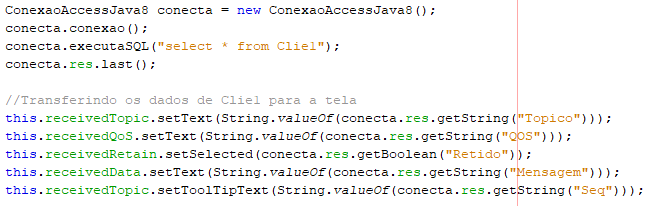 ConexaoAccessJava8 conecta = new ConexaoAccessJava8();
conecta.conexao();
conecta.executaSQL("select * from Cliel");
conecta.res.last();
//Transferindo os dados de Cliel para a tela
this.receivedTopic.setText(String.valueOf(conecta.res.getString("Topico")));
this.receivedQoS.setText(String.valueOf(conecta.res.getString("QOS")));
this.receivedRetain.setSelected(conecta.res.getBoolean("Retido"));
this.receivedData.setText(String.valueOf(conecta.res.getString("Mensagem")));
this.receivedTopic.setToolTipText(String.valueOf(conecta.res.getString("Seq")));